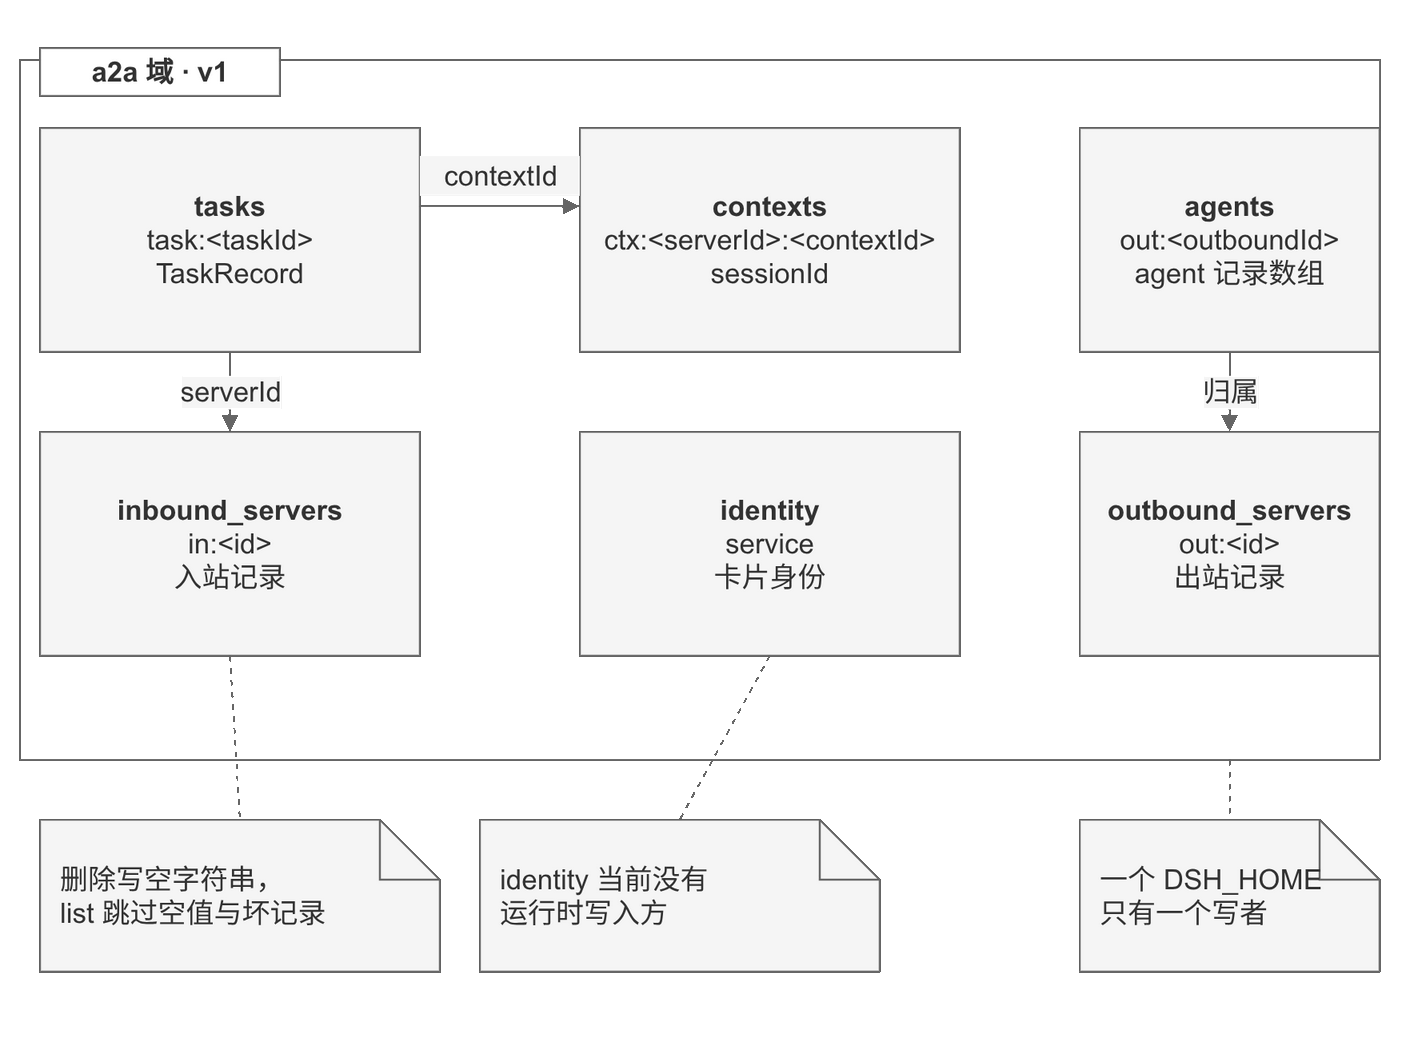 a2a 域 · v1
tasks
task:<taskId>
TaskRecord
contextId
contexts
ctx:<serverId>:<contextId>
sessionId
agents
out:<outboundId>
agent 记录数组
serverId
归属
inbound_servers
in:<id>
入站记录
identity
service
卡片身份
outbound_servers
out:<id>
出站记录
删除写空字符串，
list 跳过空值与坏记录
identity 当前没有
运行时写入方
一个 DSH_HOME
只有一个写者